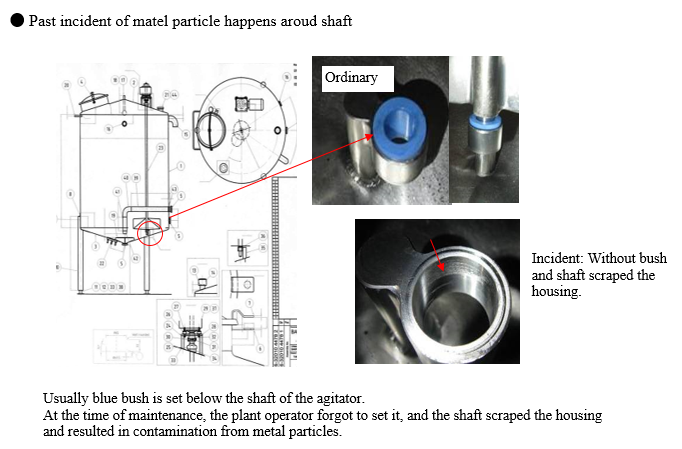 ● Past incident of matel particle happens aroud shaft
Ordinary
Incident: Without bush
and shaft scraped the
housing.
Usually blue bush is set below the shaft of the agitator.
At the time of maintenance, the plant operator forgot to set it, and the shaft scraped the housing
and resulted in contamination from metal particles.